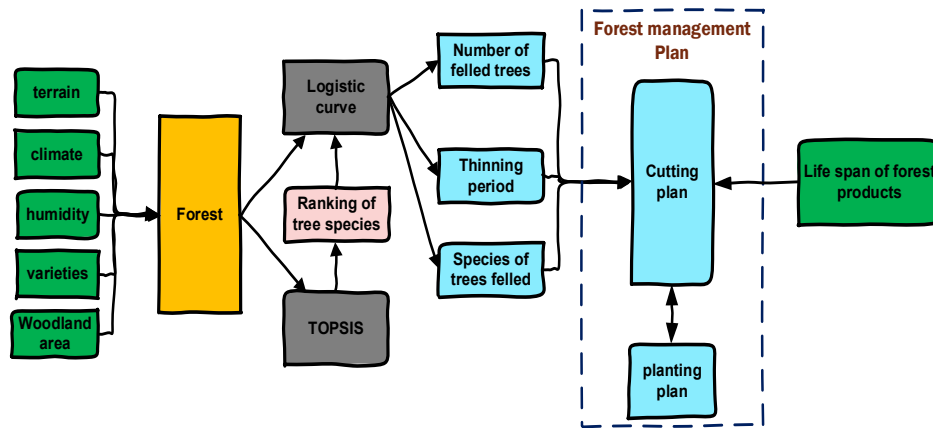 terrain
climate
humidity
varieties
Woodland
area
Forest
Logistic
curve
Ranking of
tree species
TOPSIS
Number of
felled trees
Thinning
period
Species of
trees felled
Forest management
Plan
Cutting
plan
planting
plan
Life span of forest
products